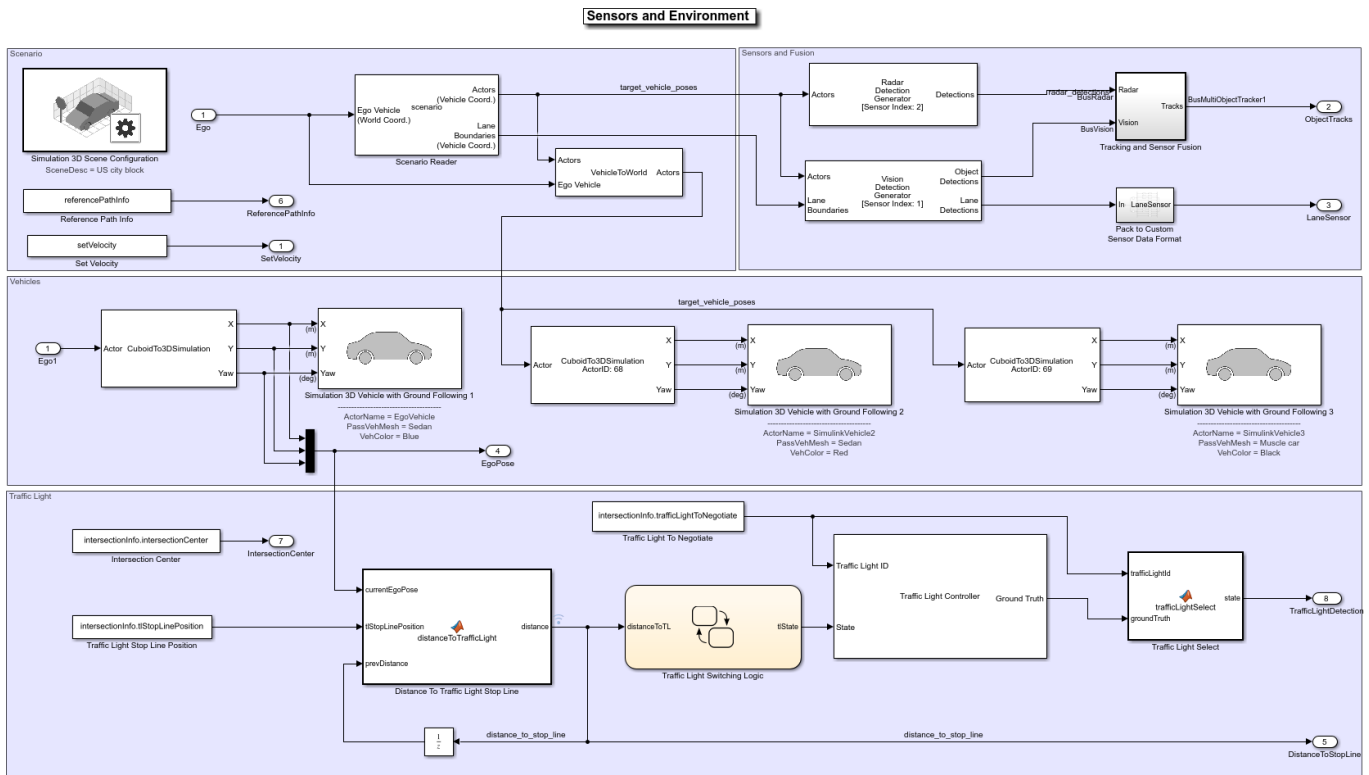 Sensors and Environment
Scenario
Simulation 3D Scene Configuration
SceneDesc = US city block
1
Ego
Ego Vehicle
(World Coord.)
scenario
Actors
(Vehicle Coord.)
Lane
Boundaries
(Vehicle Coord.)
Scenario Reader
target_vehicle_poses
Actors
Ego Vehicle
VehicleToWorld
Actors
referencePathInfo
Reference Path Info
6
ReferencePathInfo
setVelocity
Set Velocity
1
SetVelocity
Sensors and Fusion
Actors
Radar
Detection
Generator
[Sensor Index: 2]
Detections
radar_detections
BusRadar
Actors
Lane
Boundaries
Vision
Detection
Generator
[Sensor Index: 1]
Object
Detections
Lane
Detections
BusVision
Radar
Vision
Tracks
Tracking and Sensor Fusion
BusMultiObjectTracker1
2
ObjectTracks
In
LaneSensor
Pack to Custom
Sensor Data Format
3
LaneSensor
Vehicles
1
Ego1
Actor
CuboidTo3DSimulation
X
Y
Yaw
(m)
(m)
(deg)
X
Y
Yaw
Simulation 3D Vehicle with Ground Following 1
----------------------------------------
ActorName = EgoVehicle
PassVehMesh = Sedan
VehColor = Blue
4
EgoPose
target_vehicle_poses
Actor
CuboidTo3DSimulation
ActorID: 68
X
Y
Yaw
(m)
(m)
(deg)
X
Y
Yaw
Simulation 3D Vehicle with Ground Following 2
----------------------------------------
ActorName = SimulinkVehicle2
PassVehMesh = Sedan
VehColor = Red
Actor
CuboidTo3DSimulation
ActorID: 69
X
Y
Yaw
(m)
(m)
(deg)
X
Y
Yaw
Simulation 3D Vehicle with Ground Following 3
----------------------------------------
ActorName = SimulinkVehicle3
PassVehMesh = Muscle car
VehColor = Black
Traffic Light
intersectionInfo.intersectionCenter
Intersection Center
7
IntersectionCenter
intersectionInfo.tlStopLinePosition
Traffic Light Stop Line Position
currentEgoPose
tlStopLinePosition
prevDistance
distanceToTrafficLight
distance
Distance To Traffic Light Stop Line
intersectionInfo.trafficLightToNegotiate
Traffic Light To Negotiate
distanceToTL
tlState
Traffic Light Switching Logic
Traffic Light ID
State
Traffic Light Controller
Ground Truth
trafficLightId
groundTruth
trafficLightSelect
state
Traffic Light Select
8
TrafficLightDetection
1
z
distance_to_stop_line
distance_to_stop_line
5
DistanceToStopLine